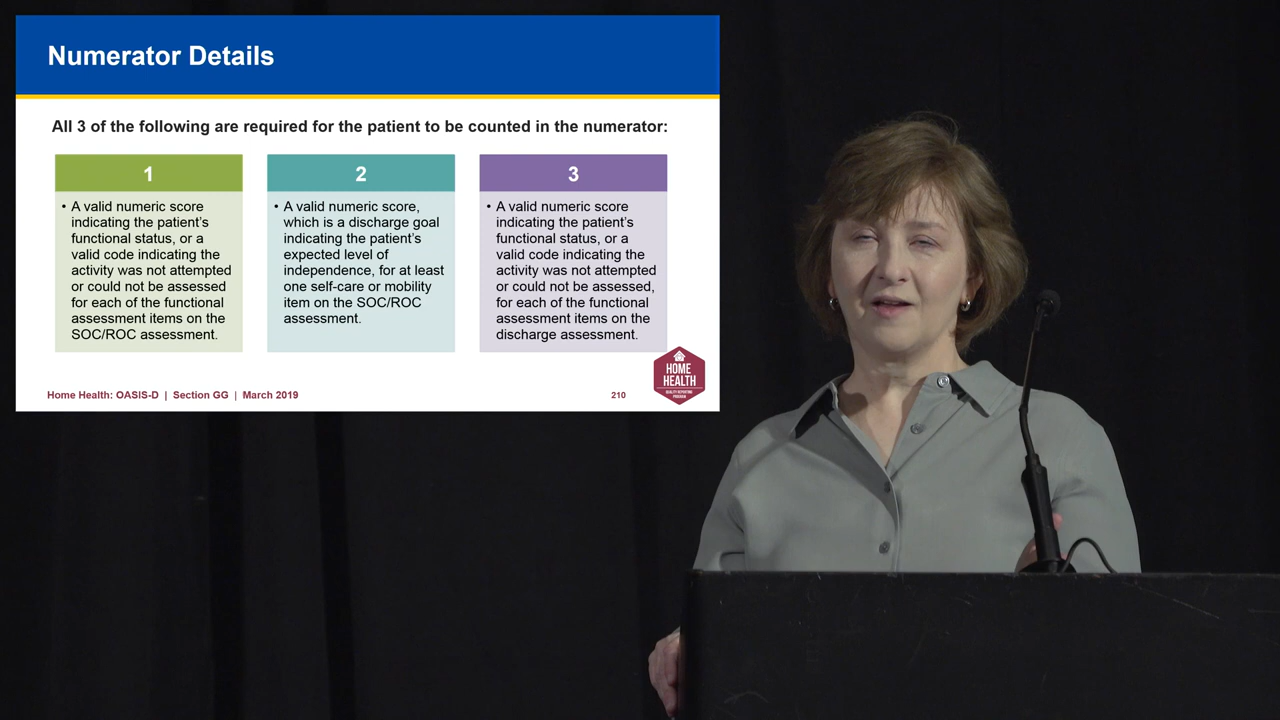 Numerator Details
All 3 of the following are required for the patient to be counted in the numerator:
1
• A valid numeric score
indicating the patient's
functional status, or a
valid code indicating the
activity was not attempted
or could not be assessed
for each of the functional
assessment items on the
SOC/ROC assessment.
2
• A valid numeric score,
which is a discharge goal
indicating the patient's
expected level of
independence, for at least
one self-care or mobility
item on the SOC/ROC
assessment.
3
• A valid numeric score
indicating the patient's
functional status, or a
valid code indicating the
activity was not attempted
or could not be assessed,
for each of the functional
assessment items on the
discharge assessment.
Home Health: OASIS-D | Section GG | March 2019
210
HOME
HEALTH
QUALITY REPORTING
PROGRAM